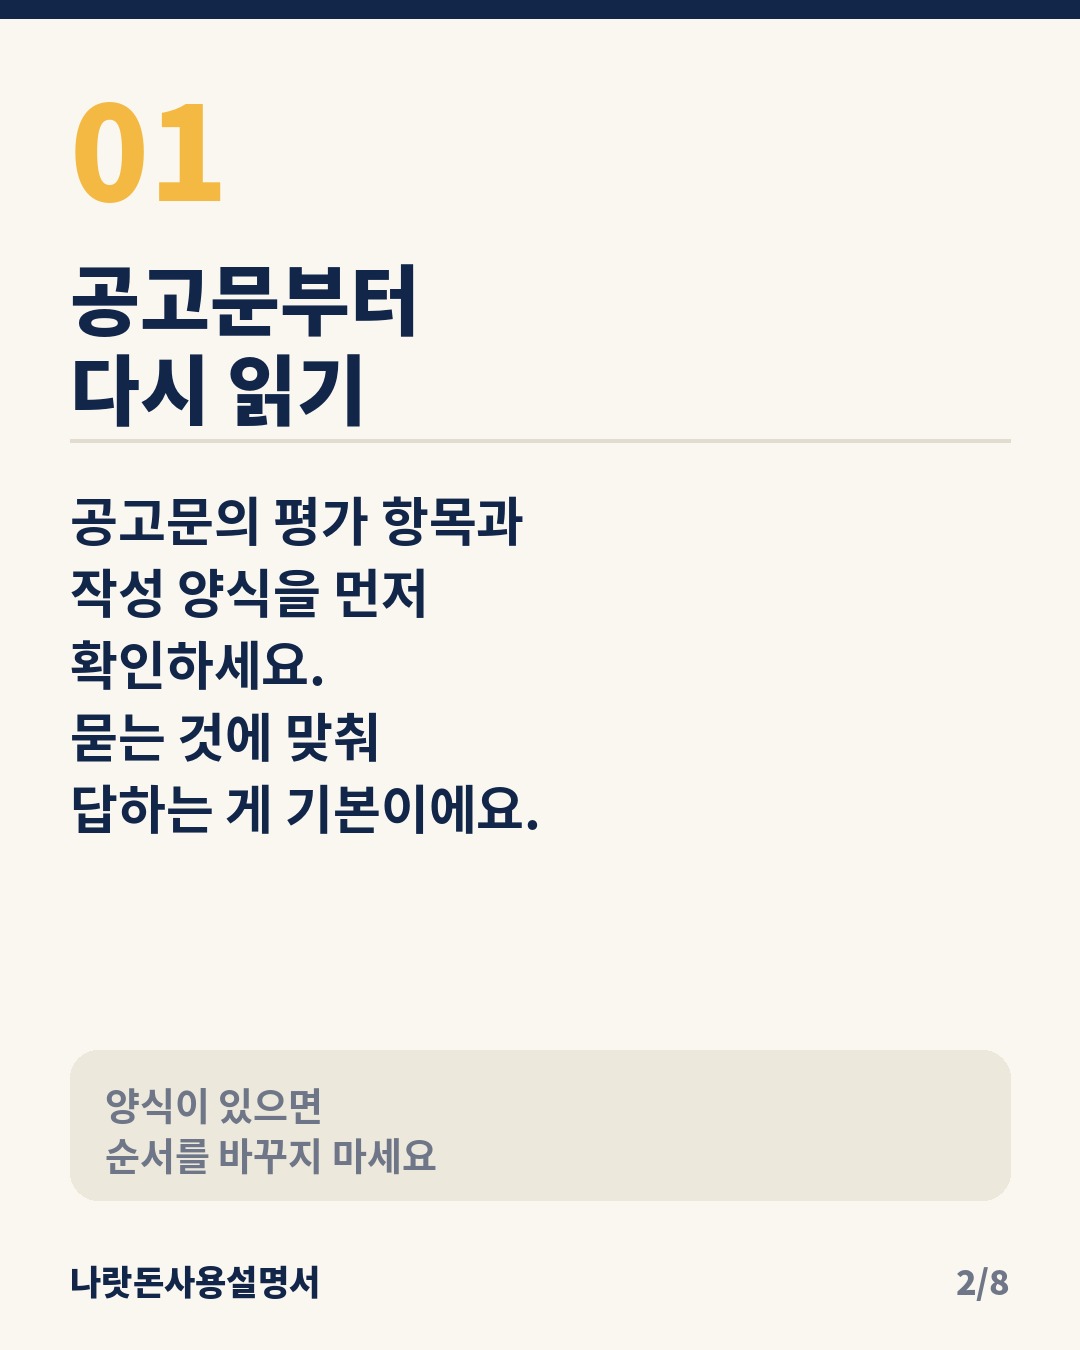 01
공고문부터
다시 읽기
공고문의 평가 항목과
작성 양식을 먼저
확인하세요.
묻는 것에 맞춰
답하는 게 기본이에요.
양식이 있으면
순서를 바꾸지 마세요
나랏돈사용설명서
2/8